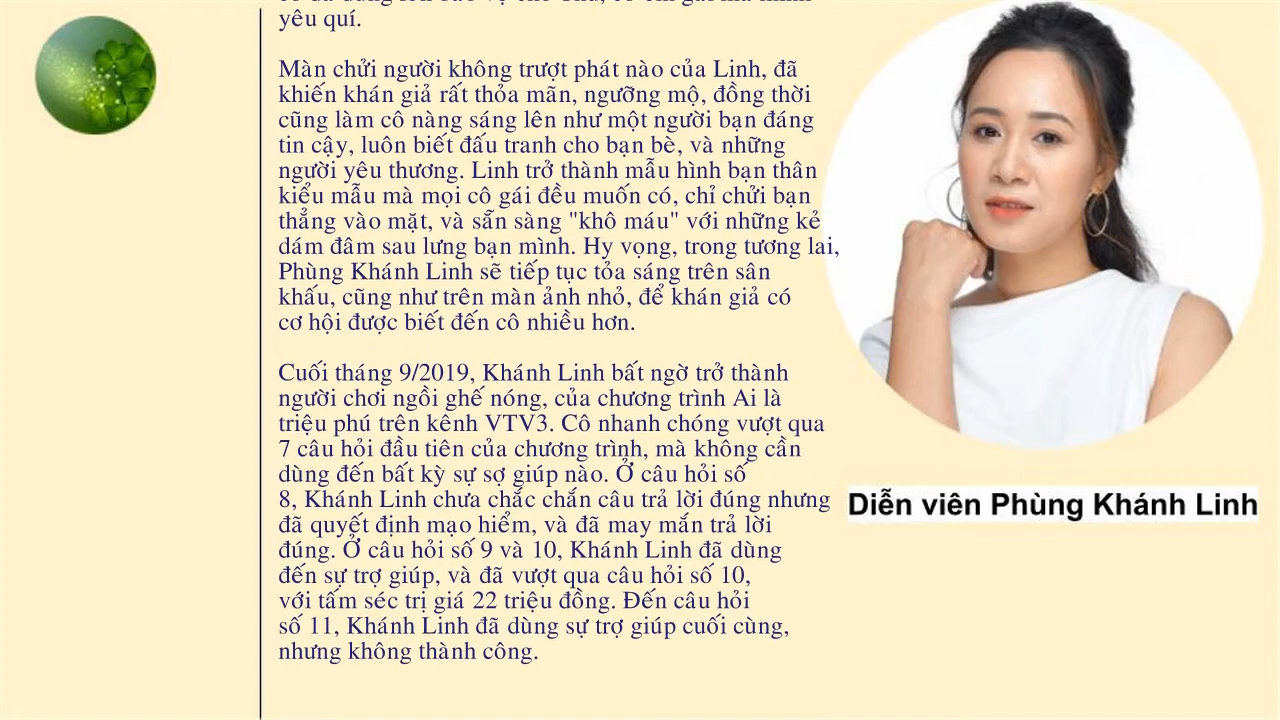 yêu quí.
Màn chửi người không trượt phát nào của Linh, đã
khiến khán giả rất thỏa mãn, ngưỡng mộ, đồng thời
cũng làm cô nàng sáng lên như một người bạn đáng
tin cậy, luôn biết đấu tranh cho bạn bè, và những
người yêu thương. Linh trở thành mẫu hình bạn thân
kiểu mẫu mà mọi cô gái đều muốn có, chỉ chửi bạn
thẳng vào mặt, và sẵn sàng "khô máu" với những kẻ
dám đâm sau lưng bạn mình. Hy vọng, trong tương lai,
Phùng Khánh Linh sẽ tiếp tục tỏa sáng trên sân
khấu, cũng như trên màn ảnh nhỏ, để khán giả có
cơ hội được biết đến cô nhiều hơn.
Cuối tháng 9/2019, Khánh Linh bất ngờ trở thành
người chơi ngồi ghế nóng, của chương trình Ai là
triệu phú trên kênh VTV3. Cô nhanh chóng vượt qua
7 câu hỏi đầu tiên của chương trình, mà không cần
dùng đến bất kỳ sự sợ giúp nào. Ở câu hỏi số
8, Khánh Linh chưa chắc chắn câu trả lời đúng nhưng
đã quyết định mạo hiểm, và đã may mắn trả lời
đúng. Ở câu hỏi số 9 và 10, Khánh Linh đã dùng
đến sự trợ giúp, và đã vượt qua câu hỏi số 10,
với tấm séc trị giá 22 triệu đồng. Đến câu hỏi
số 11, Khánh Linh đã dùng sự trợ giúp cuối cùng,
nhưng không thành công.
Diễn viên Phùng Khánh Linh